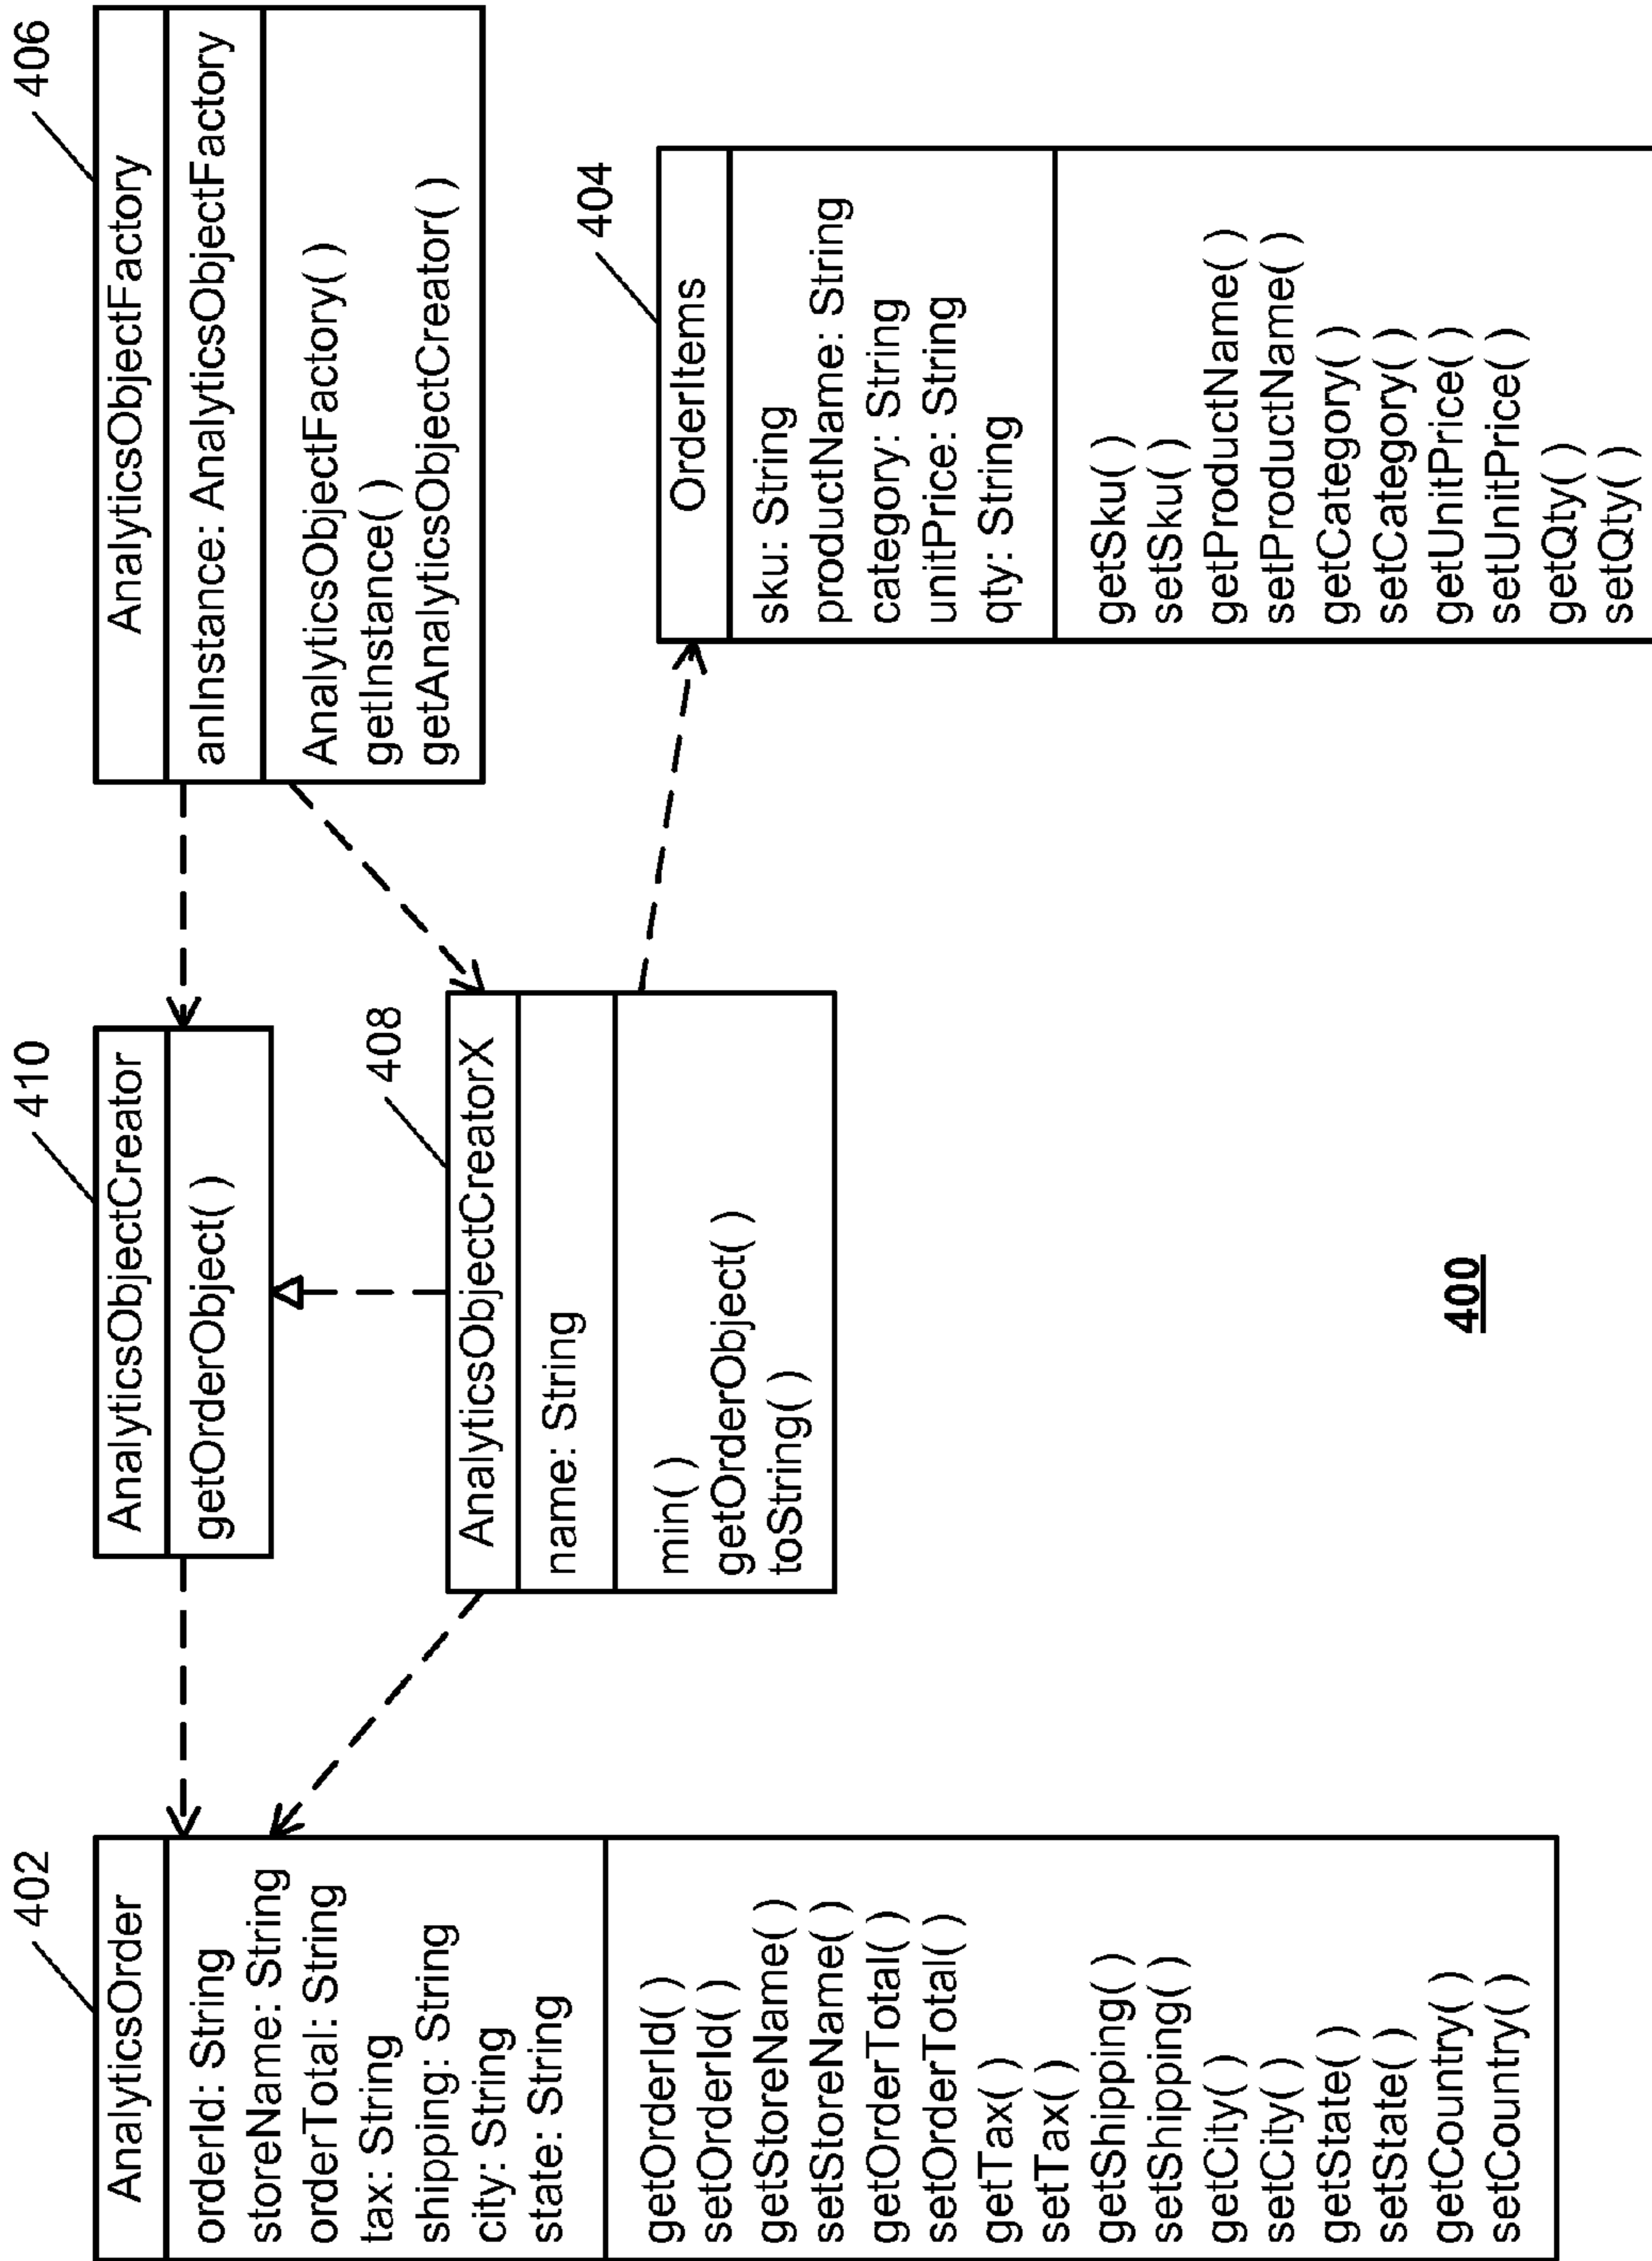 402
AnalyticsOrder
orderId: String
storeName: String
orderTotal: String
tax: String
shipping: String
city: String
state: String
getOrderId( )
setOrderId( )
getStoreName( )
setStoreName( )
getOrderTotal( )
setOrderTotal( )
getTax( )
setTax( )
getShipping( )
setShipping( )
getCity( )
setCity( )
getState( )
setState( )
getCountry( )
setCountry( )
410
AnalyticsObjectCreator
getOrderObject( )
408
AnalyticsObjectCreatorX
name: String
min( )
getOrderObject( )
toString( )
406
AnalyticsObjectFactory
anInstance: AnalyticsObjectFactory
AnalyticsObjectFactory( )
getInstance( )
getAnalyticsObjectCreator( )
404
OrderItems
sku: String
productName: String
category: String
unitPrice: String
qty: String
getSku( )
setSku( )
getProductName( )
setProductName( )
getCategory( )
setCategory( )
getUnitPrice( )
setUnitPrice( )
getQty( )
setQty( )
400